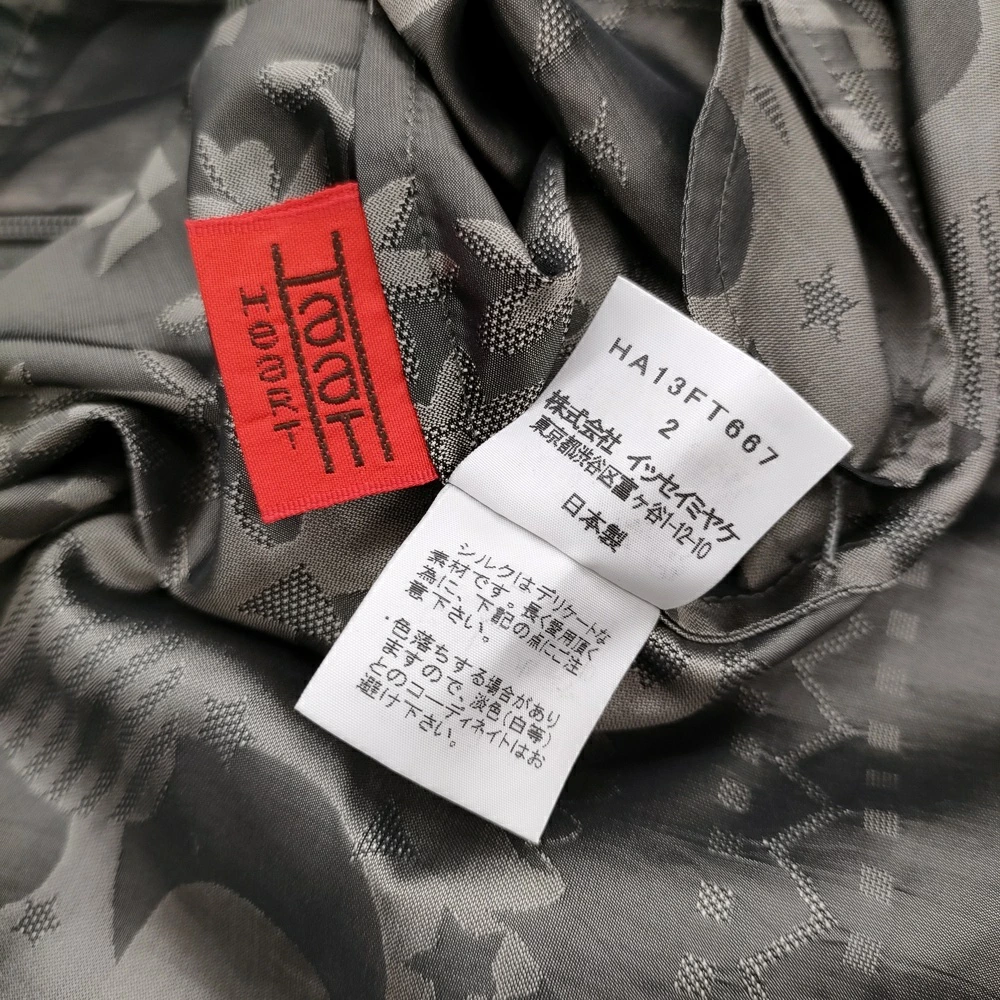 HaaT
HeaRt
HA13FT667
2
株式会社 イッセイミヤケ
東京都渋谷区富ヶ谷1-12-10
日本製
シルクはデリケートな
素材です。長く愛用頂く
為に、下記の点にご注
意下さい。
・色落ちする場合があり
ますので、淡色(白等)
とのコーディネイトはお
避け下さい。